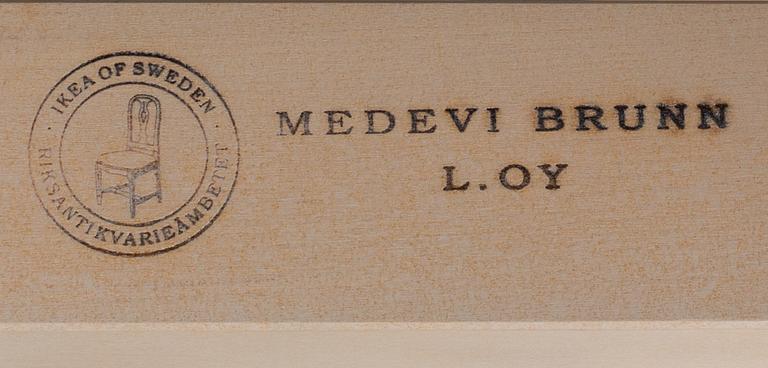 IKEA OF SWEDEN
· RIKSANTIKVARIEÄMBETET ·
MEDEVI BRUNN
L.OY